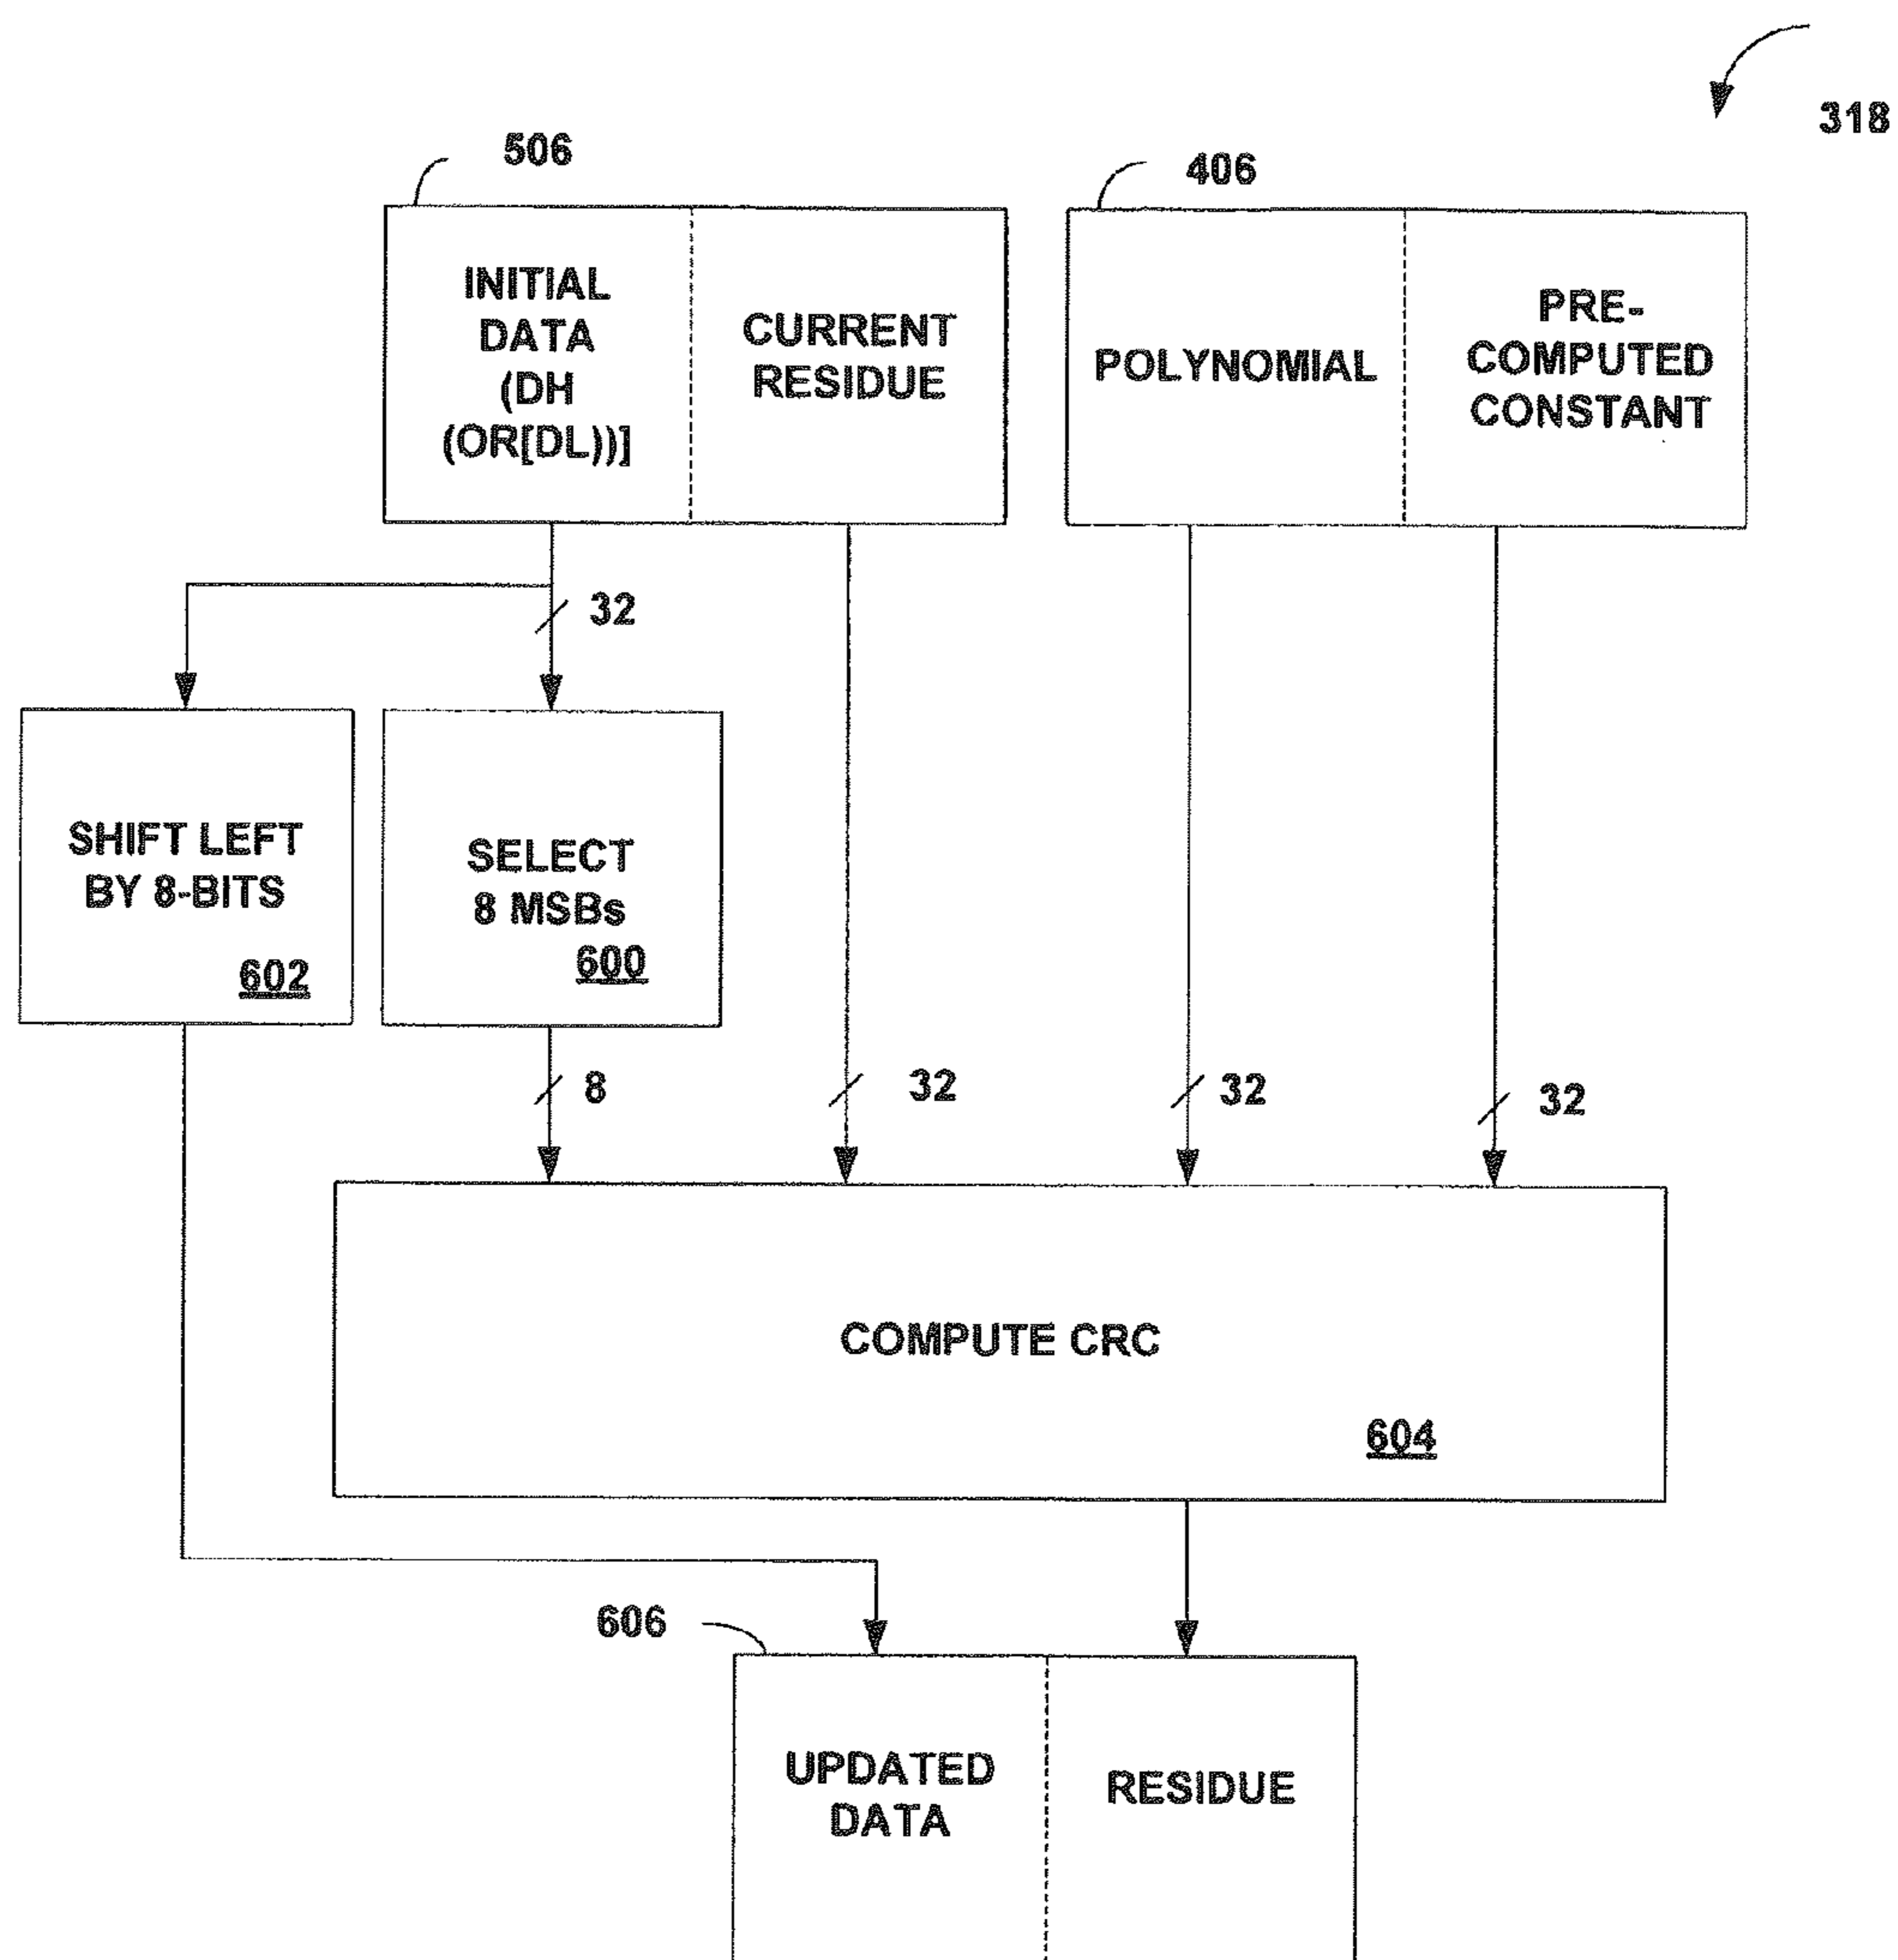 318
506
406
INITIAL
DATA
(DH
(OR[DL))]
CURRENT
RESIDUE
POLYNOMIAL
PRE-
COMPUTED
CONSTANT
32
SHIFT LEFT
BY 8-BITS
602
SELECT
8 MSBs
600
8
32
32
32
COMPUTE CRC
604
606
UPDATED
DATA
RESIDUE